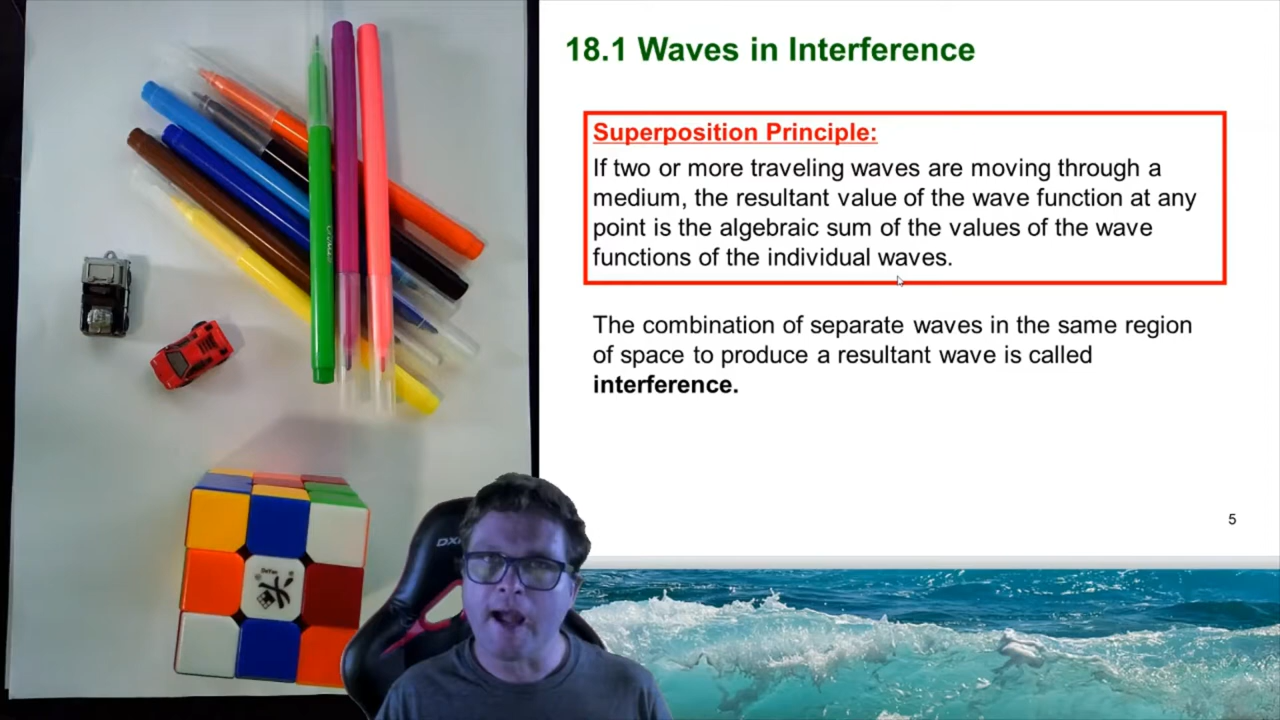 18.1 Waves in Interference
Superposition Principle:
If two or more traveling waves are moving through a
medium, the resultant value of the wave function at any
point is the algebraic sum of the values of the wave
functions of the individual waves.
The combination of separate waves in the same region
of space to produce a resultant wave is called
interference.
5
DaYan
DX